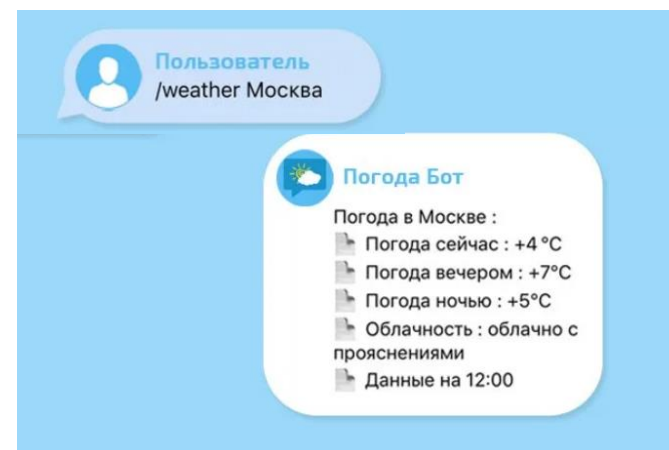 Пользователь
/weather Москва
Погода Бот
Погода в Москве :
Погода сейчас : +4 °C
Погода вечером : +7°C
Погода ночью : +5°C
Облачность : облачно с
прояснениями
Данные на 12:00